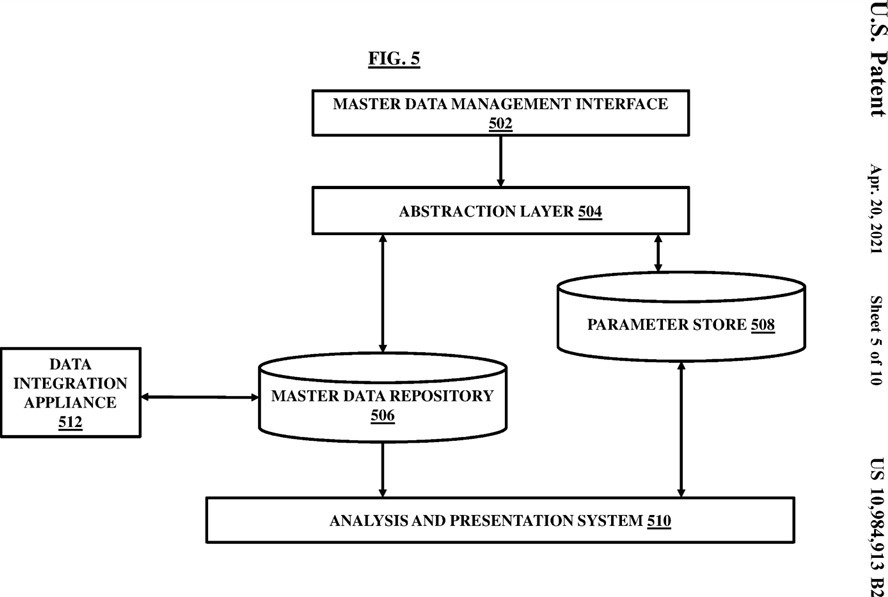 U.S. Patent
Apr. 20, 2021
Sheet 5 of 10
US 10,984,913 B2
FIG. 5
MASTER DATA MANAGEMENT INTERFACE
502
ABSTRACTION LAYER 504
PARAMETER STORE 508
DATA
INTEGRATION
APPLIANCE
512
MASTER DATA REPOSITORY
506
ANALYSIS AND PRESENTATION SYSTEM 510